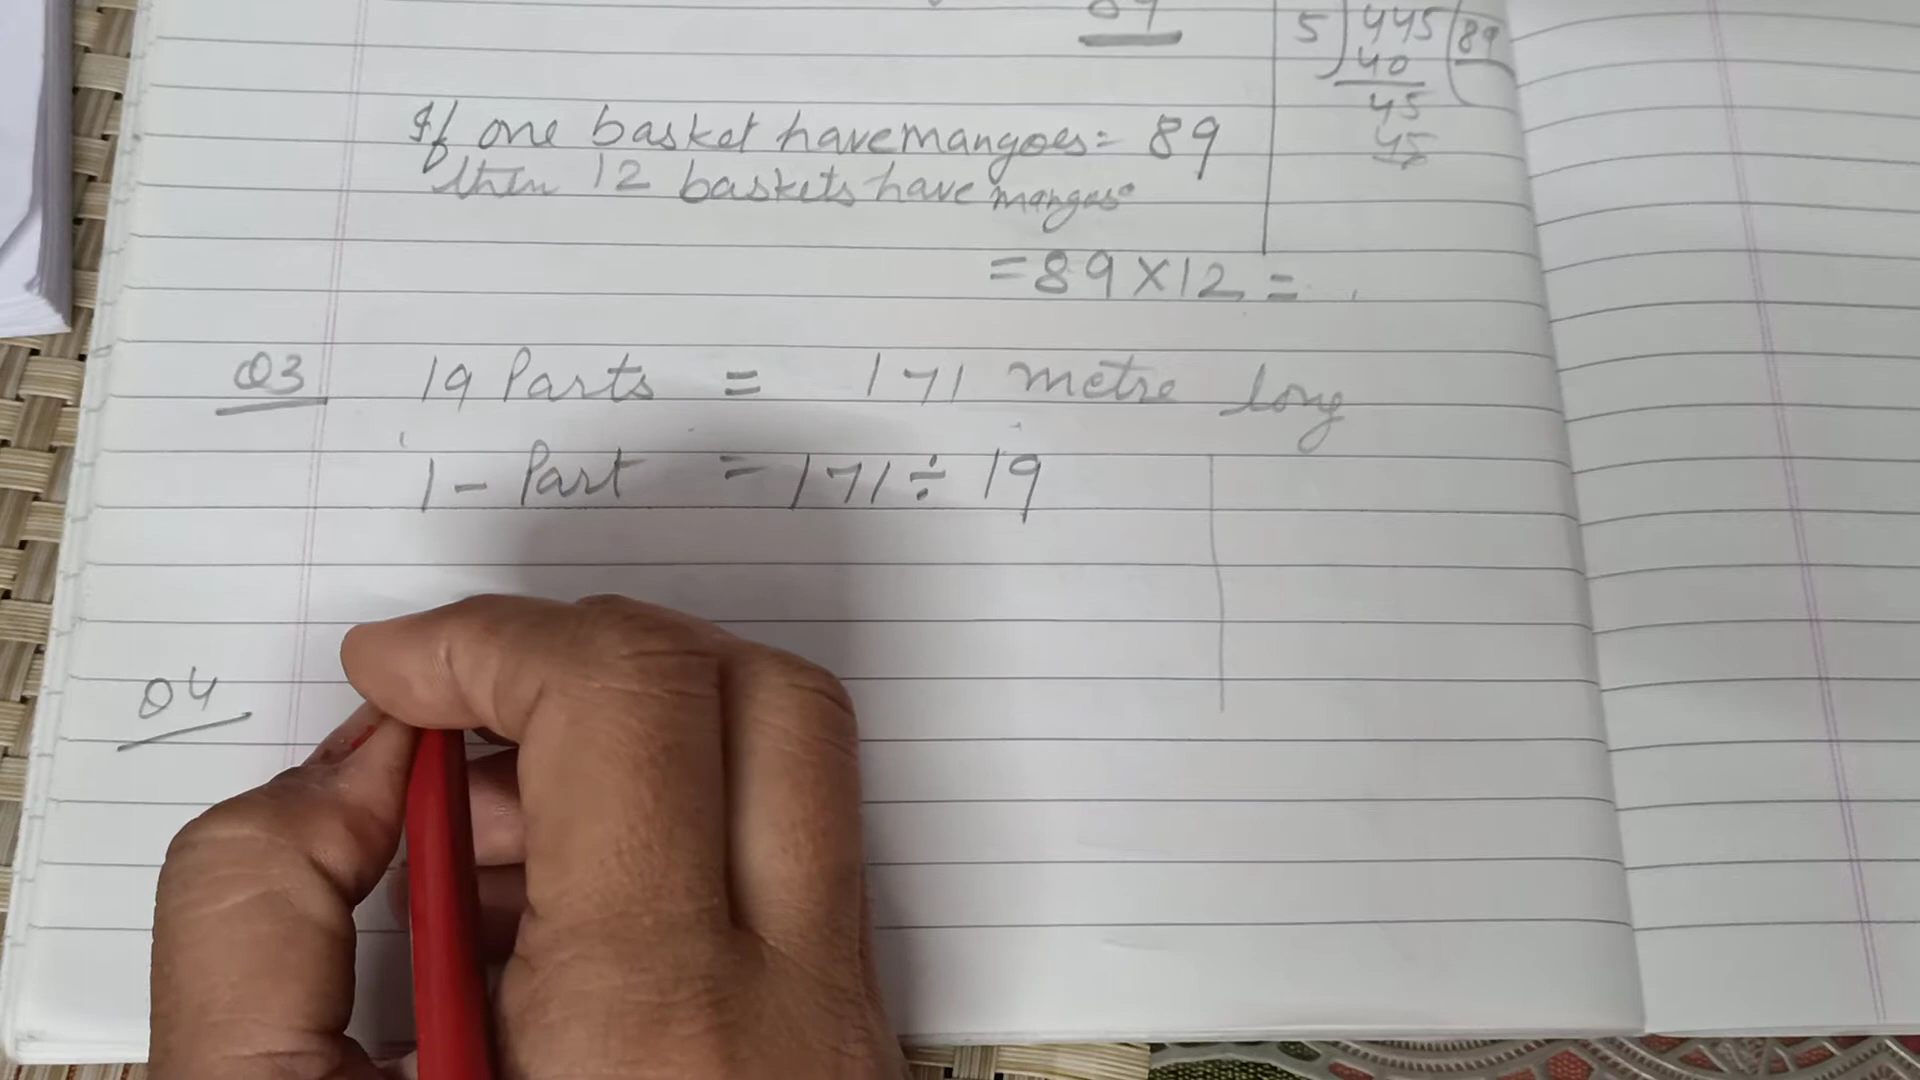 5 ) 445 ( 89
40
45
45
If one basket have mangoes = 89
then 12 baskets have mangoes
= 89 × 12 =
Q3 19 Parts = 171 metre long
1 - Part = 171 ÷ 19
Q4